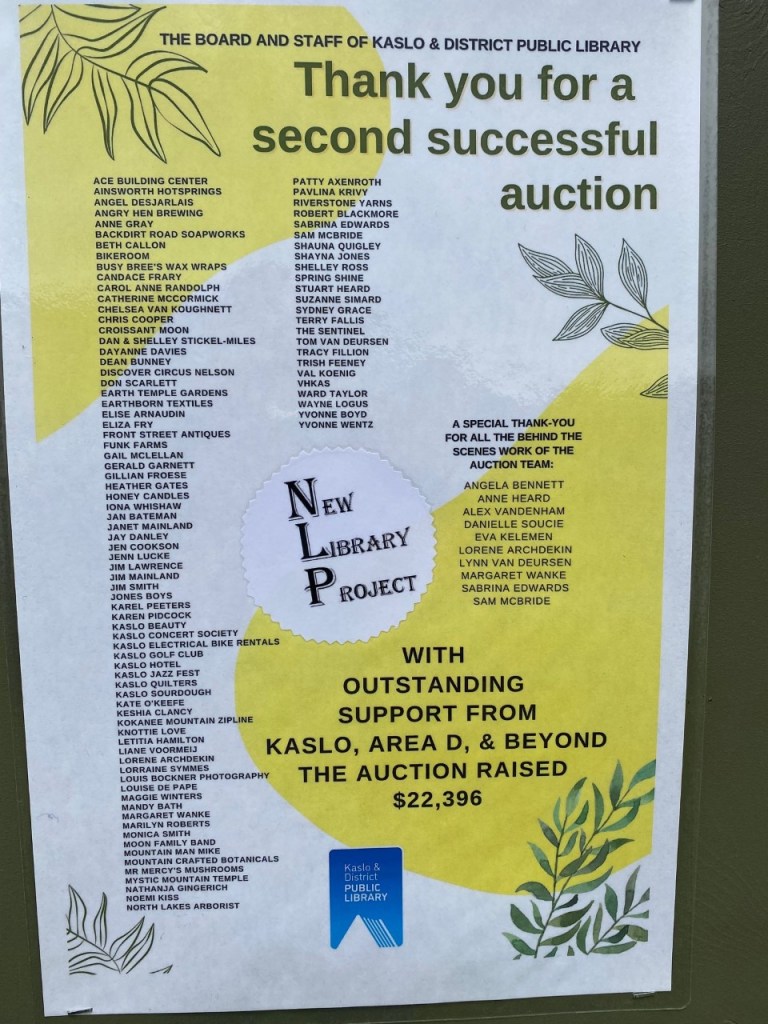 THE BOARD AND STAFF OF KASLO & DISTRICT PUBLIC LIBRARY
Thank you for a
second successful
auction
ACE BUILDING CENTER
AINSWORTH HOTSPRINGS
ANGEL DESJARLAIS
ANGRY HEN BREWING
ANNE GRAY
BACKDIRT ROAD SOAPWORKS
BETH CALLON
BIKEROOM
BUSY BREE'S WAX WRAPS
CANDACE FRARY
CAROL ANNE RANDOLPH
CATHERINE MCCORMICK
CHELSEA VAN KOUGHNETT
CHRIS COOPER
CROISSANT MOON
DAN & SHELLEY STICKEL-MILES
DAYANNE DAVIES
DEAN BUNNEY
DISCOVER CIRCUS NELSON
DON SCARLETT
EARTH TEMPLE GARDENS
EARTHBORN TEXTILES
ELISE ARNAUDIN
ELIZA FRY
FRONT STREET ANTIQUES
FUNK FARMS
GAIL MCLELLAN
GERALD GARNETT
GILLIAN FROESE
HEATHER GATES
HONEY CANDLES
IONA WHISHAW
JAN BATEMAN
JANET MAINLAND
JAY DANLEY
JEN COOKSON
JENN LUCKE
JIM LAWRENCE
JIM MAINLAND
JIM SMITH
JONES BOYS
KAREL PEETERS
KAREN PIDCOCK
KASLO BEAUTY
KASLO CONCERT SOCIETY
KASLO ELECTRICAL BIKE RENTALS
KASLO GOLF CLUB
KASLO HOTEL
KASLO JAZZ FEST
KASLO QUILTERS
KASLO SOURDOUGH
KATE O'KEEFE
KESHIA CLANCY
KOKANEE MOUNTAIN ZIPLINE
KNOTTIE LOVE
LETITIA HAMILTON
LIANE VOORMEIJ
LORENE ARCHDEKIN
LORRAINE SYMMES
LOUIS BOCKNER PHOTOGRAPHY
LOUISE DE PAPE
MAGGIE WINTERS
MANDY BATH
MARGARET WANKE
MARILYN ROBERTS
MONICA SMITH
MOON FAMILY BAND
MOUNTAIN MAN MIKE
MOUNTAIN CRAFTED BOTANICALS
MR MERCY'S MUSHROOMS
MYSTIC MOUNTAIN TEMPLE
NATHANJA GINGERICH
NOEMI KISS
NORTH LAKES ARBORIST
PATTY AXENROTH
PAVLINA KRIVY
RIVERSTONE YARNS
ROBERT BLACKMORE
SABRINA EDWARDS
SAM MCBRIDE
SHAUNA QUIGLEY
SHAYNA JONES
SHELLEY ROSS
SPRING SHINE
STUART HEARD
SUZANNE SIMARD
SYDNEY GRACE
TERRY FALLIS
THE SENTINEL
TOM VAN DEURSEN
TRACY FILLION
TRISH FEENEY
VAL KOENIG
VHKAS
WARD TAYLOR
WAYNE LOGUS
YVONNE BOYD
YVONNE WENTZ
A SPECIAL THANK-YOU
FOR ALL THE BEHIND THE
SCENES WORK OF THE
AUCTION TEAM:
ANGELA BENNETT
ANNE HEARD
ALEX VANDENHAM
DANIELLE SOUCIE
EVA KELEMEN
LORENE ARCHDEKIN
LYNN VAN DEURSEN
MARGARET WANKE
SABRINA EDWARDS
SAM MCBRIDE
NEW
LIBRARY
PROJECT
WITH
OUTSTANDING
SUPPORT FROM
KASLO, AREA D, & BEYOND
THE AUCTION RAISED
$22,396
Kaslo &
District
PUBLIC
LIBRARY